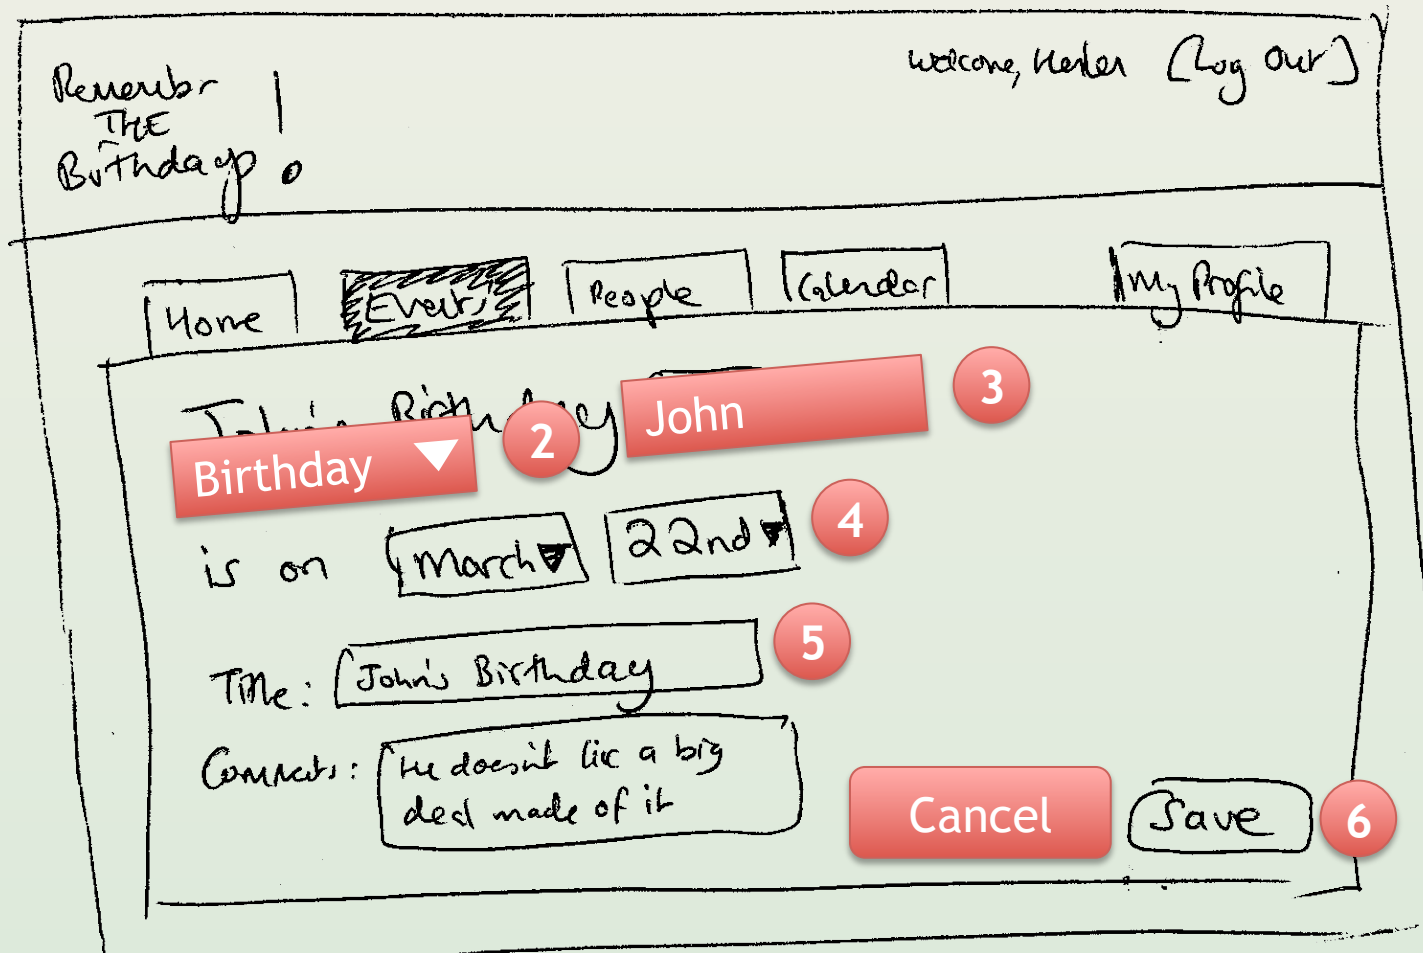 Remembr
THE
Birthday !
Welcome, [Log Out]
Home
Events
People
Calendar
My Profile
John's Birthday
John
3
Birthday
2
is on March 22nd
4
Title: John's Birthday
5
Comments: He doesn't like a big
deal made of it
Cancel
Save
6